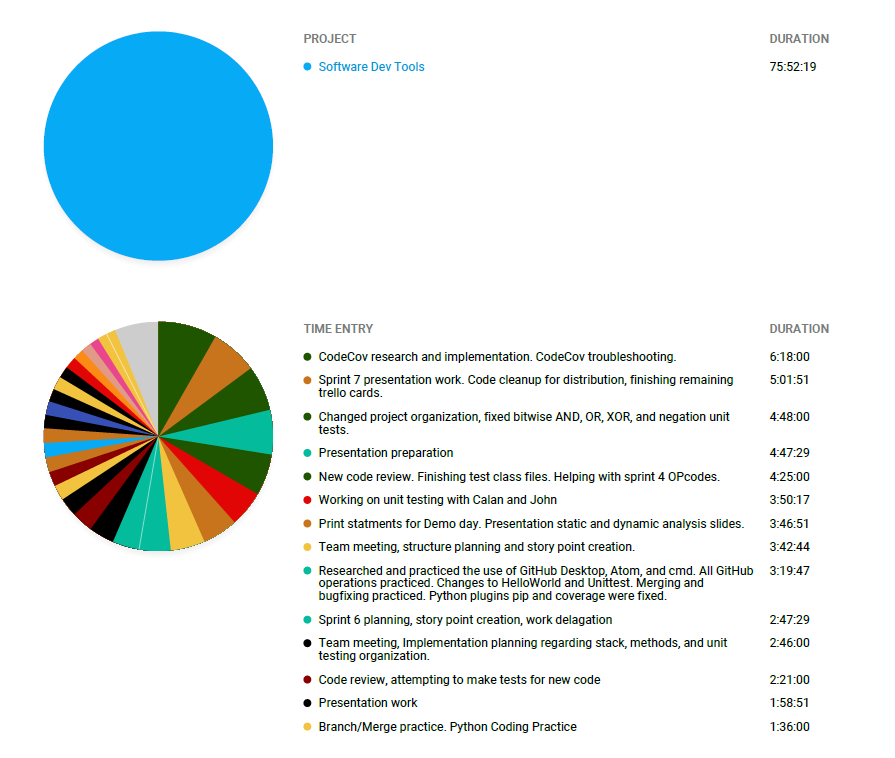 PROJECT DURATION
Software Dev Tools 75:52:19
TIME ENTRY DURATION
CodeCov research and implementation. CodeCov troubleshooting. 6:18:00
Sprint 7 presentation work. Code cleanup for distribution, finishing remaining 5:01:51
trello cards.
Changed project organization, fixed bitwise AND, OR, XOR, and negation unit 4:48:00
tests.
Presentation preparation 4:47:29
New code review. Finishing test class files. Helping with sprint 4 OPcodes. 4:25:00
Working on unit testing with Calan and John 3:50:17
Print statments for Demo day. Presentation static and dynamic analysis slides. 3:46:51
Team meeting, structure planning and story point creation. 3:42:44
Researched and practiced the use of GitHub Desktop, Atom, and cmd. All GitHub 3:19:47
operations practiced. Changes to HelloWorld and Unittest. Merging and
bugfixing practiced. Python plugins pip and coverage were fixed.
Sprint 6 planning, story point creation, work delagation 2:47:29
Team meeting, Implementation planning regarding stack, methods, and unit 2:46:00
testing organization.
Code review, attempting to make tests for new code 2:21:00
Presentation work 1:58:51
Branch/Merge practice. Python Coding Practice 1:36:00